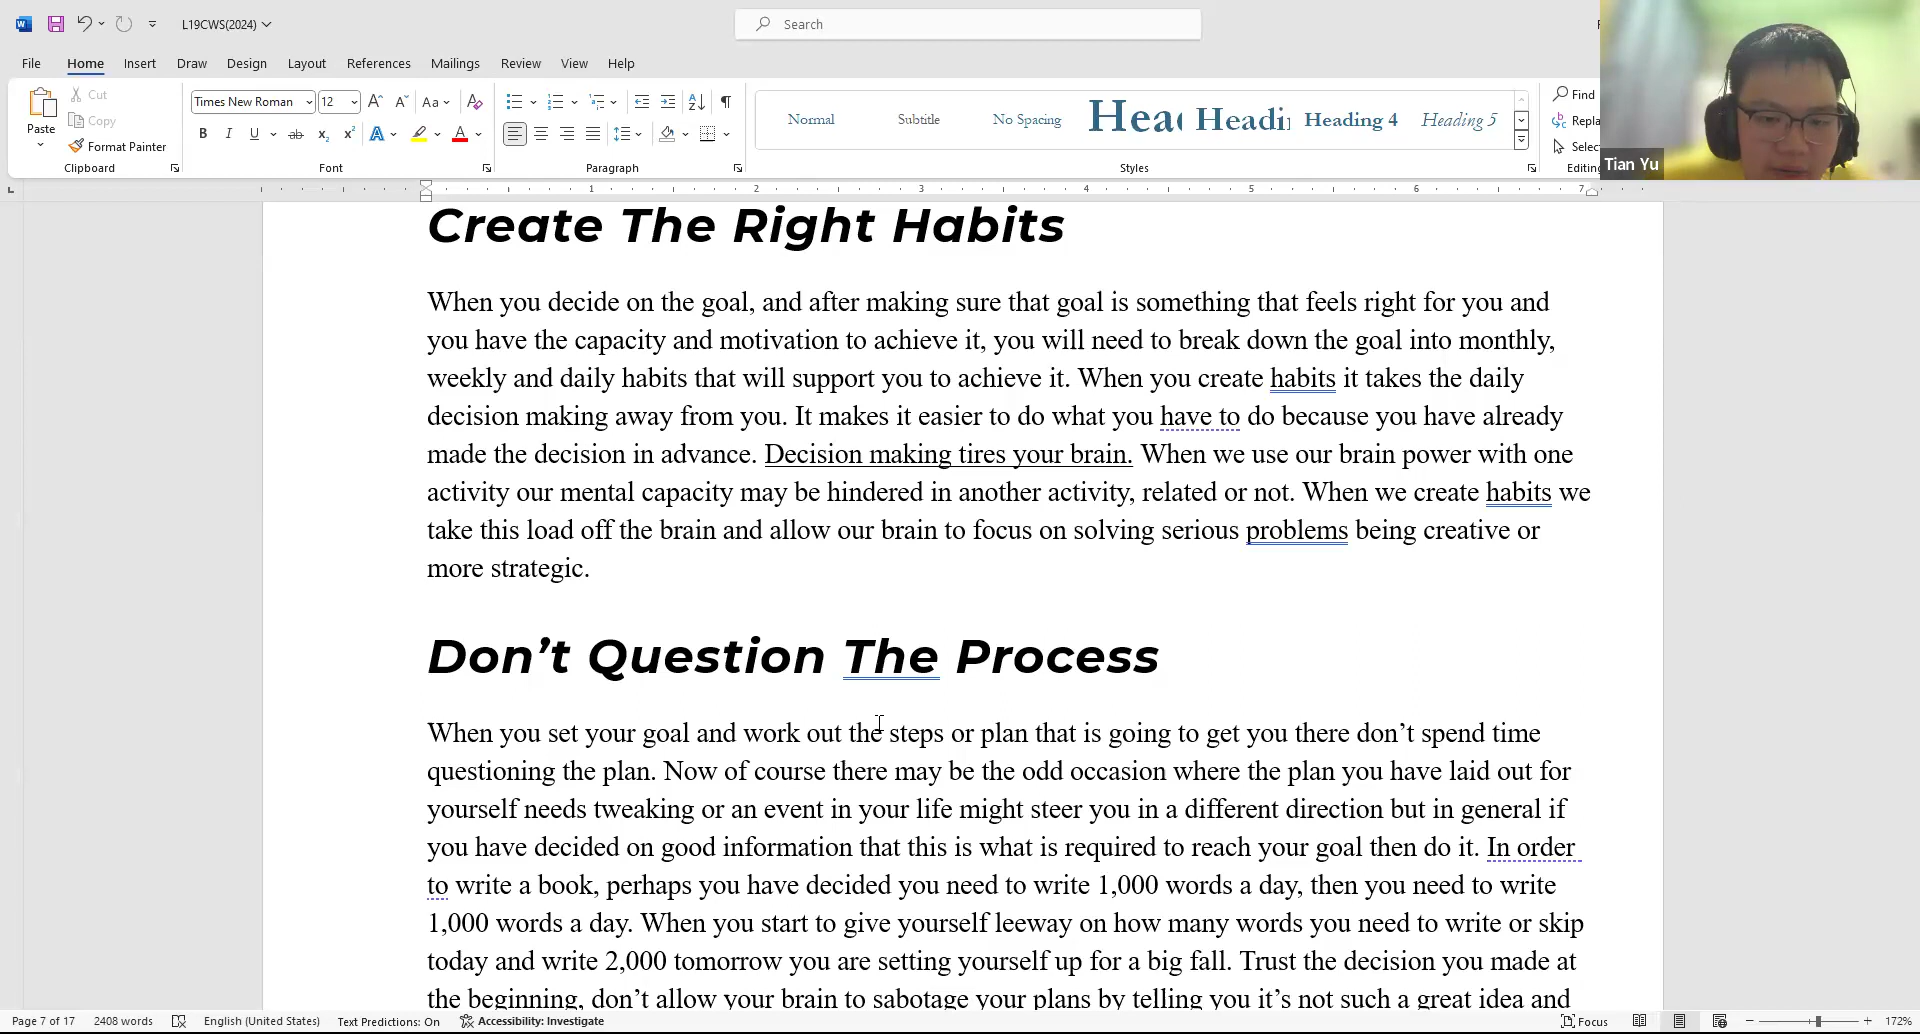 L19CWS(2024)
Search
File Home Insert Draw Design Layout References Mailings Review View Help
Paste
Cut
Copy
Format Painter
Clipboard
Times New Roman 12
Font
Paragraph
Normal Subtitle No Spacing Heading 4 Heading 5
Styles
Find
Editing
Tian Yu
1 2 3 4 5 6 7
Create The Right Habits
When you decide on the goal, and after making sure that goal is something that feels right for you and
you have the capacity and motivation to achieve it, you will need to break down the goal into monthly,
weekly and daily habits that will support you to achieve it. When you create habits it takes the daily
decision making away from you. It makes it easier to do what you have to do because you have already
made the decision in advance. Decision making tires your brain. When we use our brain power with one
activity our mental capacity may be hindered in another activity, related or not. When we create habits we
take this load off the brain and allow our brain to focus on solving serious problems being creative or
more strategic.
Don’t Question The Process
When you set your goal and work out the steps or plan that is going to get you there don’t spend time
questioning the plan. Now of course there may be the odd occasion where the plan you have laid out for
yourself needs tweaking or an event in your life might steer you in a different direction but in general if
you have decided on good information that this is what is required to reach your goal then do it. In order
to write a book, perhaps you have decided you need to write 1,000 words a day, then you need to write
1,000 words a day. When you start to give yourself leeway on how many words you need to write or skip
today and write 2,000 tomorrow you are setting yourself up for a big fall. Trust the decision you made at
the beginning, don’t allow your brain to sabotage your plans by telling you it’s not such a great idea and
Page 7 of 17 2408 words English (United States) Text Predictions: On Accessibility: Investigate Focus 172%